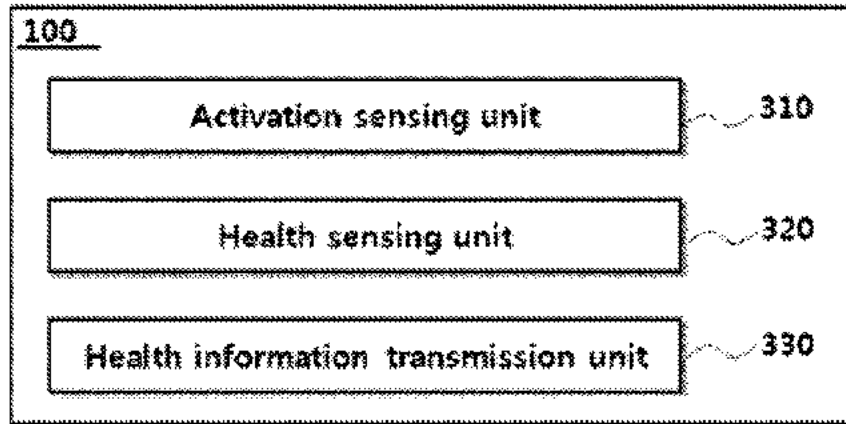 100
Activation sensing unit 310
Health sensing unit 320
Health information transmission unit 330